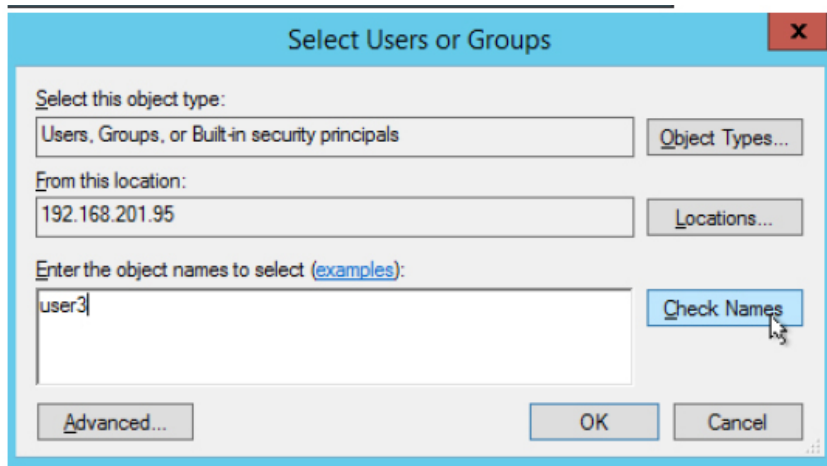 Select Users or Groups
x
Select this object type:
Users, Groups, or Built-in security principals
Object Types...
From this location:
192.168.201.95
Locations...
Enter the object names to select (examples):
user3
Check Names
Advanced...
OK
Cancel